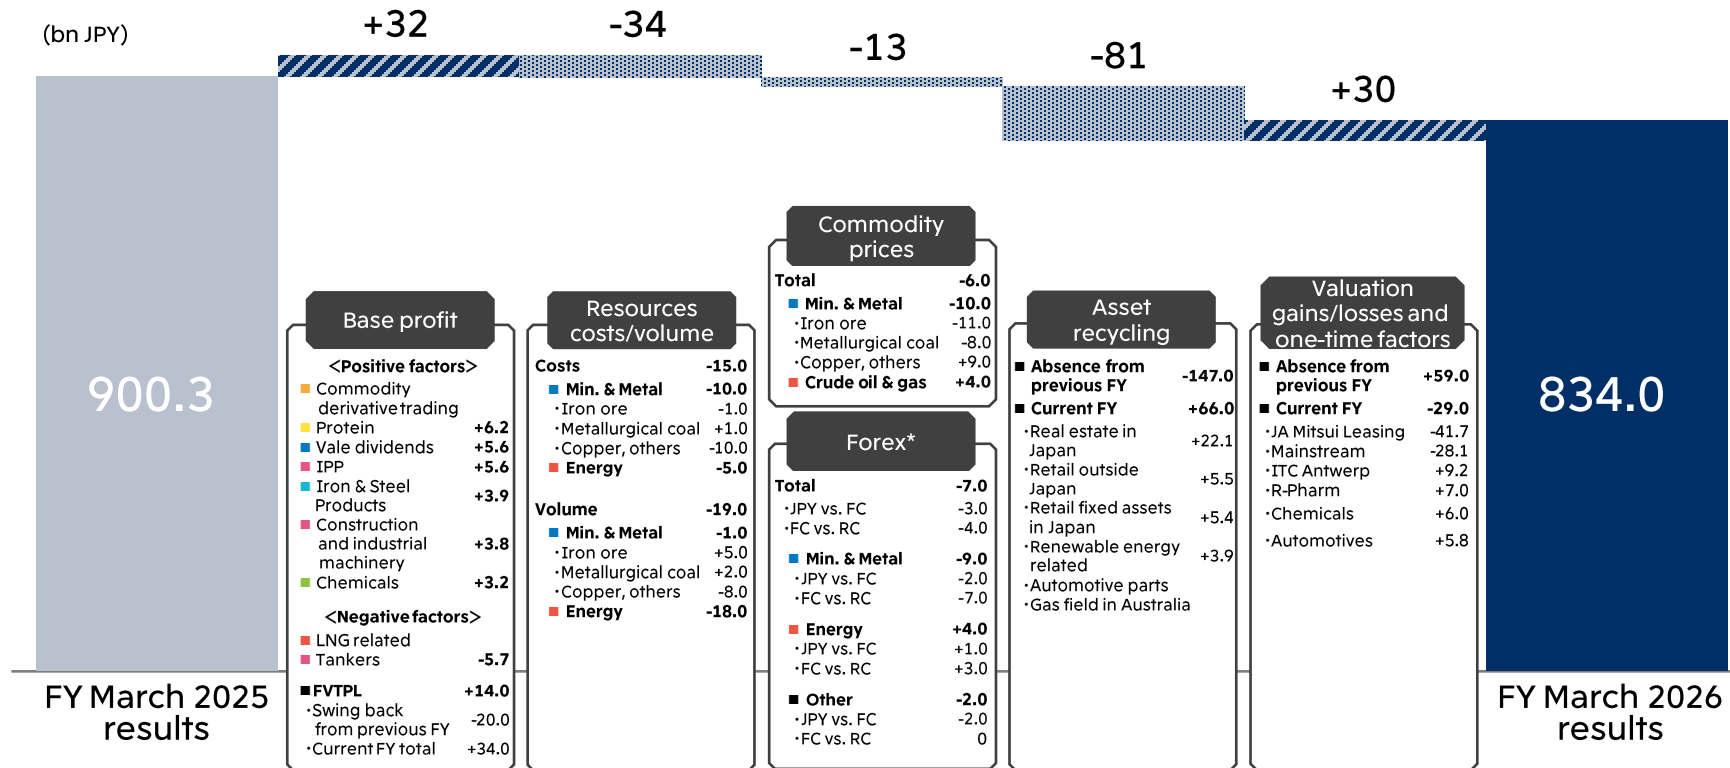 (bn JPY)
+32
-34
-13
-81
+30
900.3
834.0
FY March 2025
results
FY March 2026
results
Base profit
<Positive factors>
Commodity
derivative trading
Protein +6.2
Vale dividends +5.6
IPP +5.6
Iron & Steel
Products +3.9
Construction
and industrial +3.8
machinery
Chemicals +3.2
<Negative factors>
LNG related
Tankers -5.7
FVTPL +14.0
・Swing back
from previous FY -20.0
・Current FY total +34.0
Resources
costs/volume
Costs -15.0
Min. & Metal -10.0
・Iron ore -1.0
・Metallurgical coal +1.0
・Copper, others -10.0
Energy -5.0
Volume -19.0
Min. & Metal -1.0
・Iron ore +5.0
・Metallurgical coal +2.0
・Copper, others -8.0
Energy -18.0
Commodity
prices
Total -6.0
Min. & Metal -10.0
・Iron ore -11.0
・Metallurgical coal -8.0
・Copper, others +9.0
Crude oil & gas +4.0
Forex*
Total -7.0
・JPY vs. FC -3.0
・FC vs. RC -4.0
Min. & Metal -9.0
・JPY vs. FC -2.0
・FC vs. RC -7.0
Energy +4.0
・JPY vs. FC +1.0
・FC vs. RC +3.0
Other -2.0
・JPY vs. FC -2.0
・FC vs. RC 0
Asset
recycling
Absence from
previous FY -147.0
Current FY +66.0
・Real estate in
Japan +22.1
・Retail outside
Japan +5.5
・Retail fixed assets
in Japan +5.4
・Renewable energy
related +3.9
・Automotive parts
・Gas field in Australia
Valuation
gains/losses and
one-time factors
Absence from
previous FY +59.0
Current FY -29.0
・JA Mitsui Leasing -41.7
・Mainstream -28.1
・ITC Antwerp +9.2
・R-Pharm +7.0
・Chemicals +6.0
・Automotives +5.8